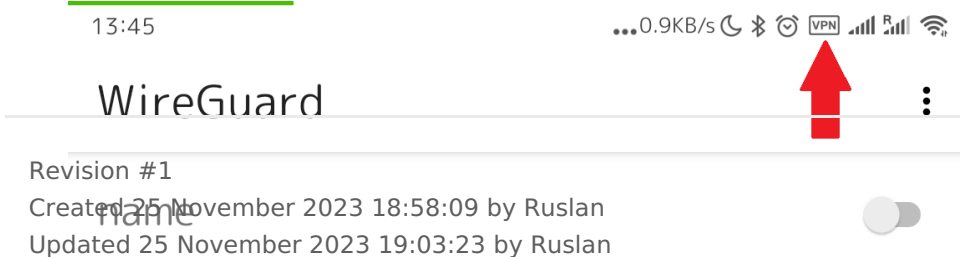 13:45 ...0.9KB/s VPN R
WireGuard
Revision #1
name
Created 25 November 2023 18:58:09 by Ruslan
Updated 25 November 2023 19:03:23 by Ruslan